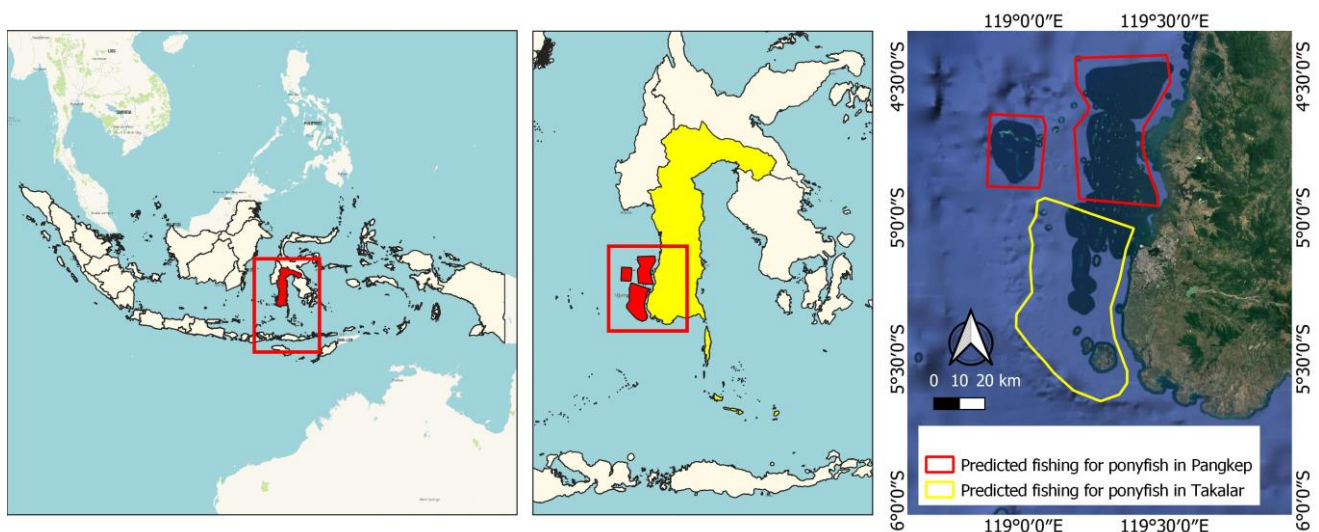 119°0′0″E
119°30′0″E
4°30′0″S
4°30′0″S
5°0′0″S
5°0′0″S
5°30′0″S
5°30′0″S
0 10 20 km
Predicted fishing for ponyfish in Pangkep
Predicted fishing for ponyfish in Takalar
6°0′0″S
6°0′0″S
119°0′0″E
119°30′0″E